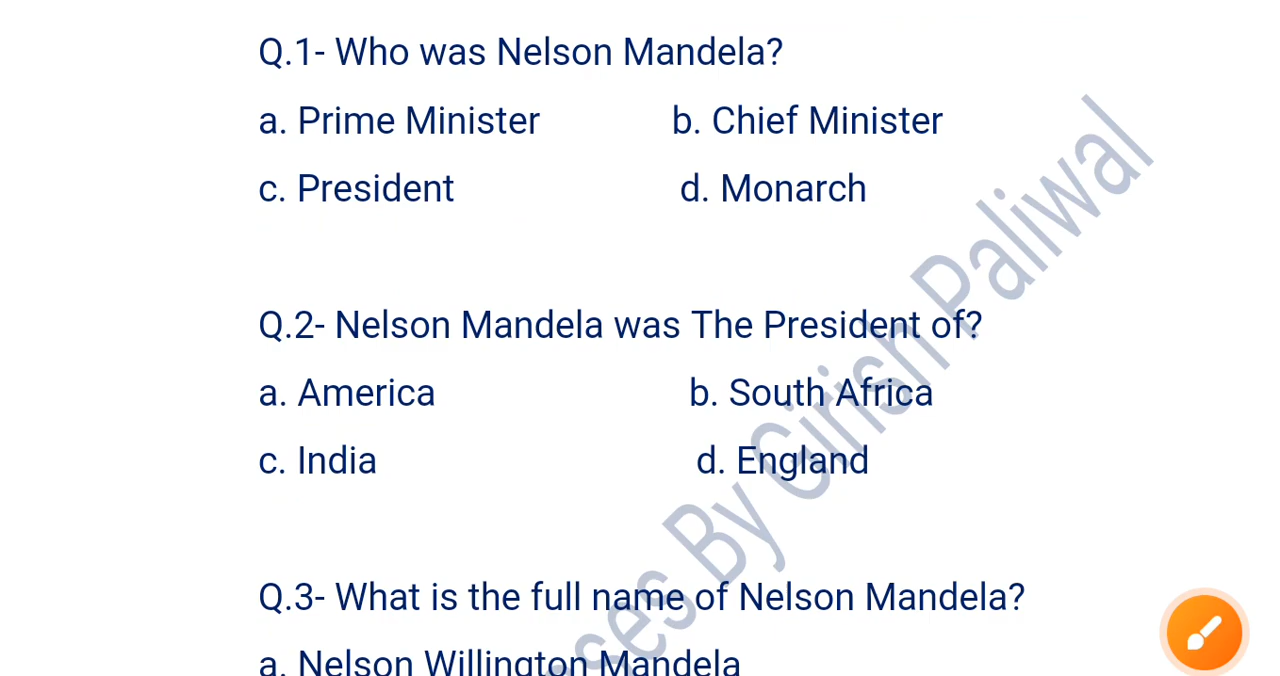 Q.1- Who was Nelson Mandela?
a. Prime Minister b. Chief Minister
c. President d. Monarch
Q.2- Nelson Mandela was The President of?
a. America b. South Africa
c. India d. England
Q.3- What is the full name of Nelson Mandela?
a. Nelson Willington Mandela
By Girish Paliwal